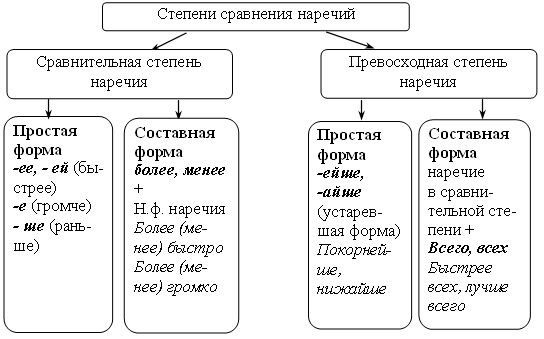 Степени сравнения наречий
Сравнительная степень
наречия
Превосходная степень
наречия
Простая
форма
-ее, - ей (бы-
стрее)
-е (громче)
- ше (рань-
ше)
Составная
форма
более, менее
+
Н.ф. наречия
Более (ме-
нее) быстро
Более (ме-
нее) громко
Простая
форма
-ейше,
-айше
(устарев-
шая форма)
Покорней-
ше,
нижайше
Составная
форма
наречие
в сравни-
тельной сте-
пени +
Всего, всех
Быстрее
всех, лучше
всего